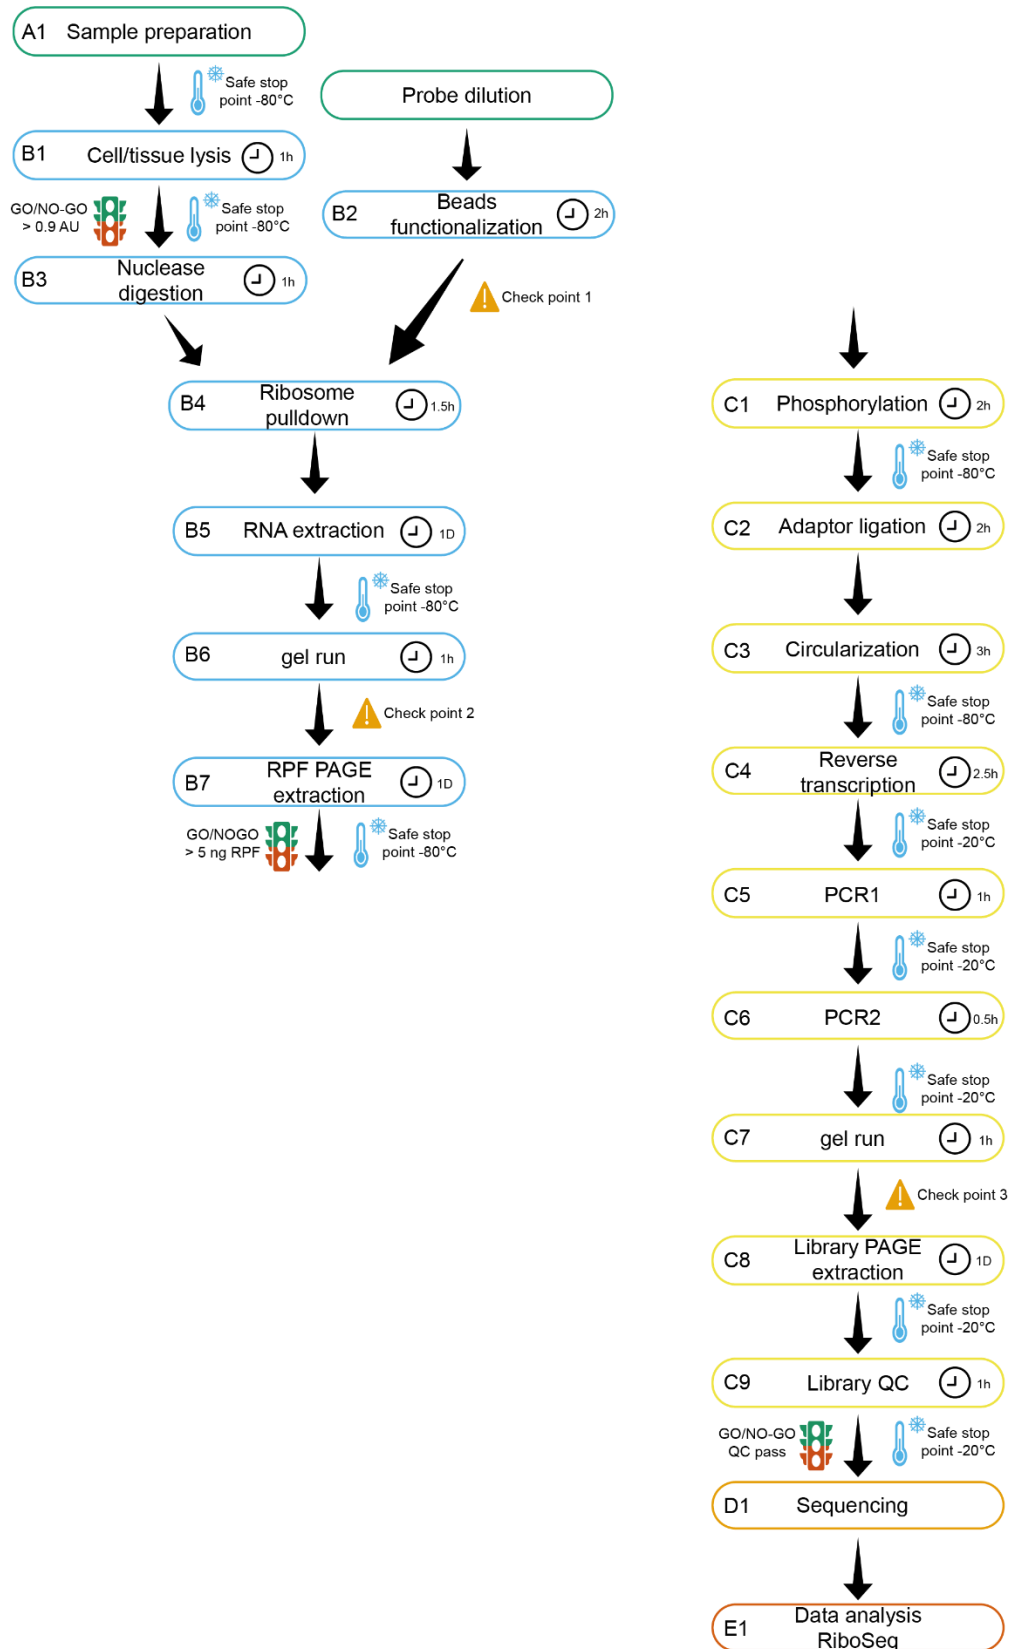 A1 Sample preparation
Safe stop
point -80°C
Probe dilution
B1 Cell/tissue lysis 1h
GO/NO-GO
> 0.9 AU
Safe stop
point -80°C
B2 Beads
functionalization 2h
B3 Nuclease
digestion 1h
Check point 1
B4 Ribosome
pulldown 1.5h
B5 RNA extraction 1D
Safe stop
point -80°C
B6 gel run 1h
Check point 2
B7 RPF PAGE
extraction 1D
GO/NOGO
> 5 ng RPF
Safe stop
point -80°C
C1 Phosphorylation 2h
Safe stop
point -80°C
C2 Adaptor ligation 2h
C3 Circularization 3h
Safe stop
point -80°C
C4 Reverse
transcription 2.5h
Safe stop
point -20°C
C5 PCR1 1h
Safe stop
point -20°C
C6 PCR2 0.5h
Safe stop
point -20°C
C7 gel run 1h
Check point 3
C8 Library PAGE
extraction 1D
Safe stop
point -20°C
C9 Library QC 1h
GO/NO-GO
QC pass
Safe stop
point -20°C
D1 Sequencing
E1 Data analysis
RiboSeq